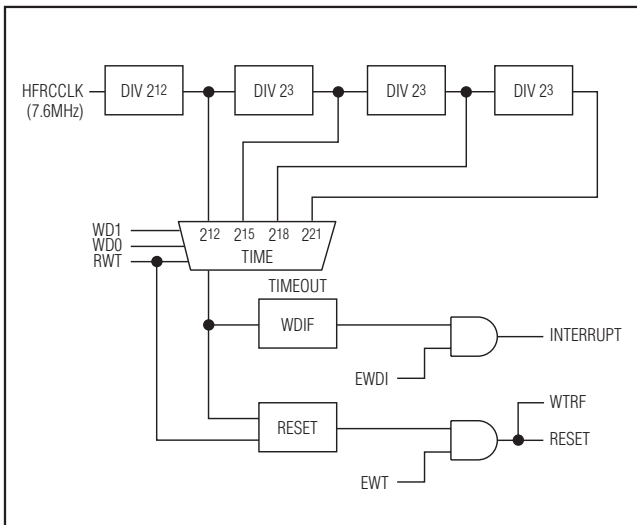 HFRCCLK
(7.6MHz)
DIV 2¹²
DIV 2³
DIV 2³
DIV 2³
WD1
WD0
RWT
2¹² 2¹⁵ 2¹⁸ 2²¹
TIME
TIMEOUT
WDIF
INTERRUPT
EWDI
WTRF
RESET
RESET
EWT